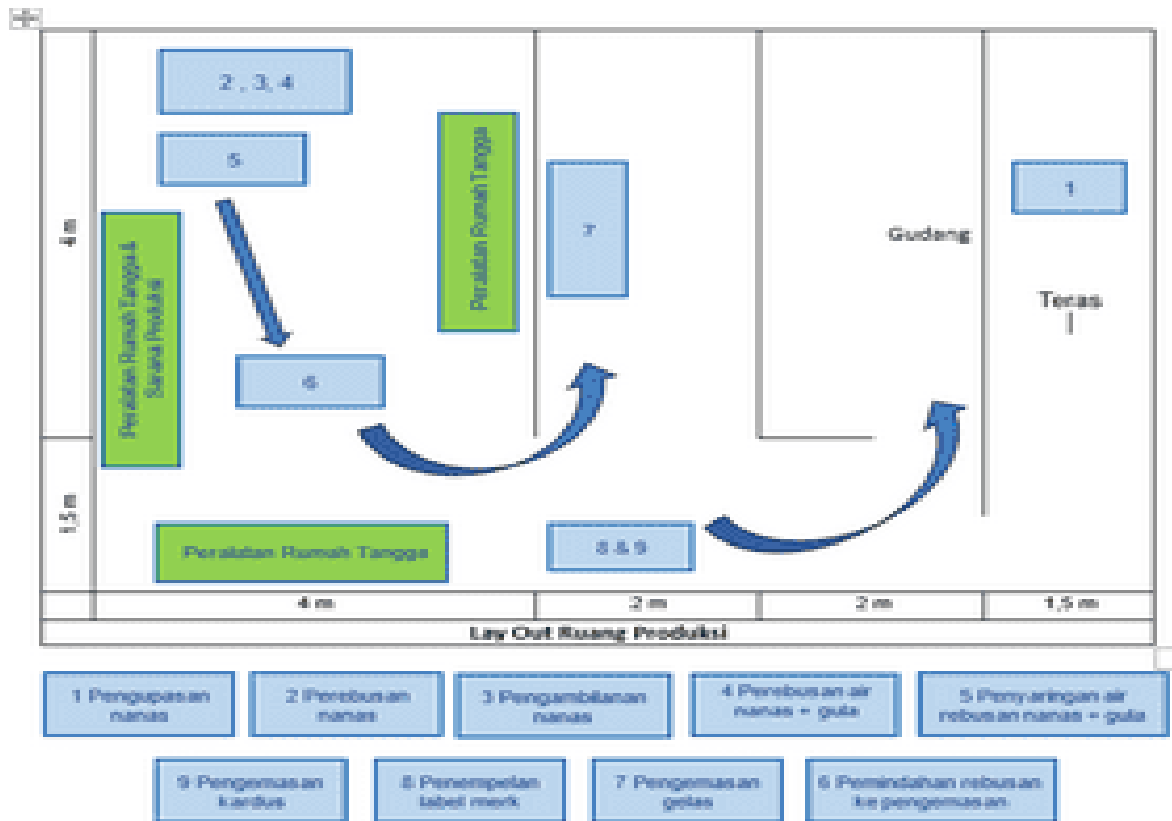 2 , 3, 4
5
Peralatan Rumah Tangga
7
1
4 m
Peralatan Rumah Tangga &
Sarana Produksi
Gudang
Teras
6
1,5 m
Peralatan Rumah Tangga
8 & 9
4 m
2 m
2 m
1,5 m
Lay Out Ruang Produksi
1 Pengupasan
nanas
2 Perebusan
nanas
3 Pengambilanan
nanas
4 Perebusan air
nanas + gula
5 Penyaringan air
rebusan nanas + gula
9 Pengemasan
kardus
8 Penempelan
label merk
7 Pengemasan
gelas
6 Pemindahan rebusan
ke pengemasan